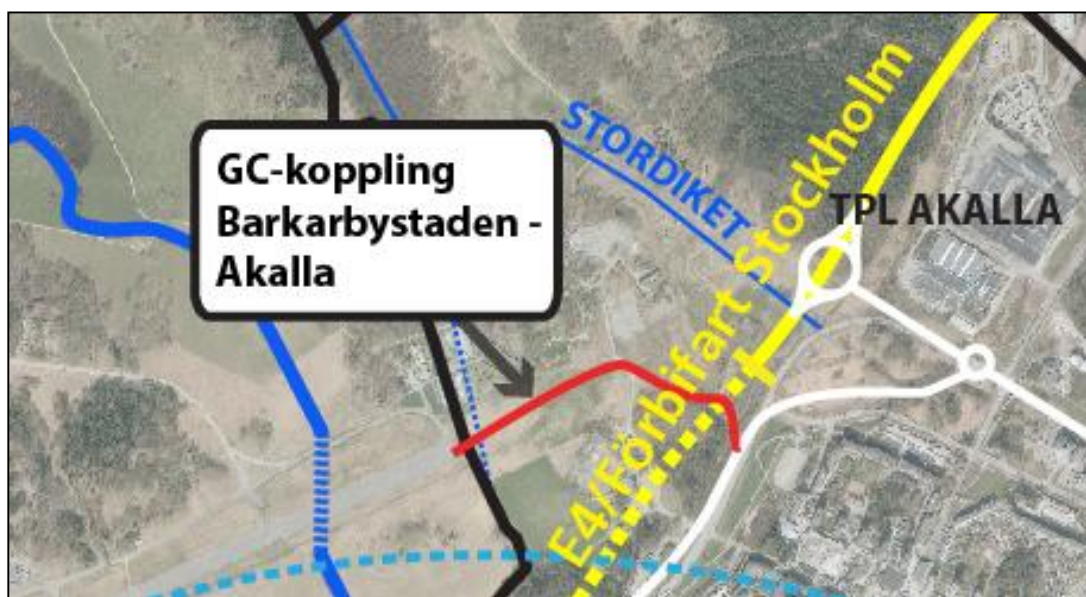 GC-koppling
Barkarbystaden -
Akalla
STORDIKET
E4/Förbifart Stockholm
TPL AKALLA